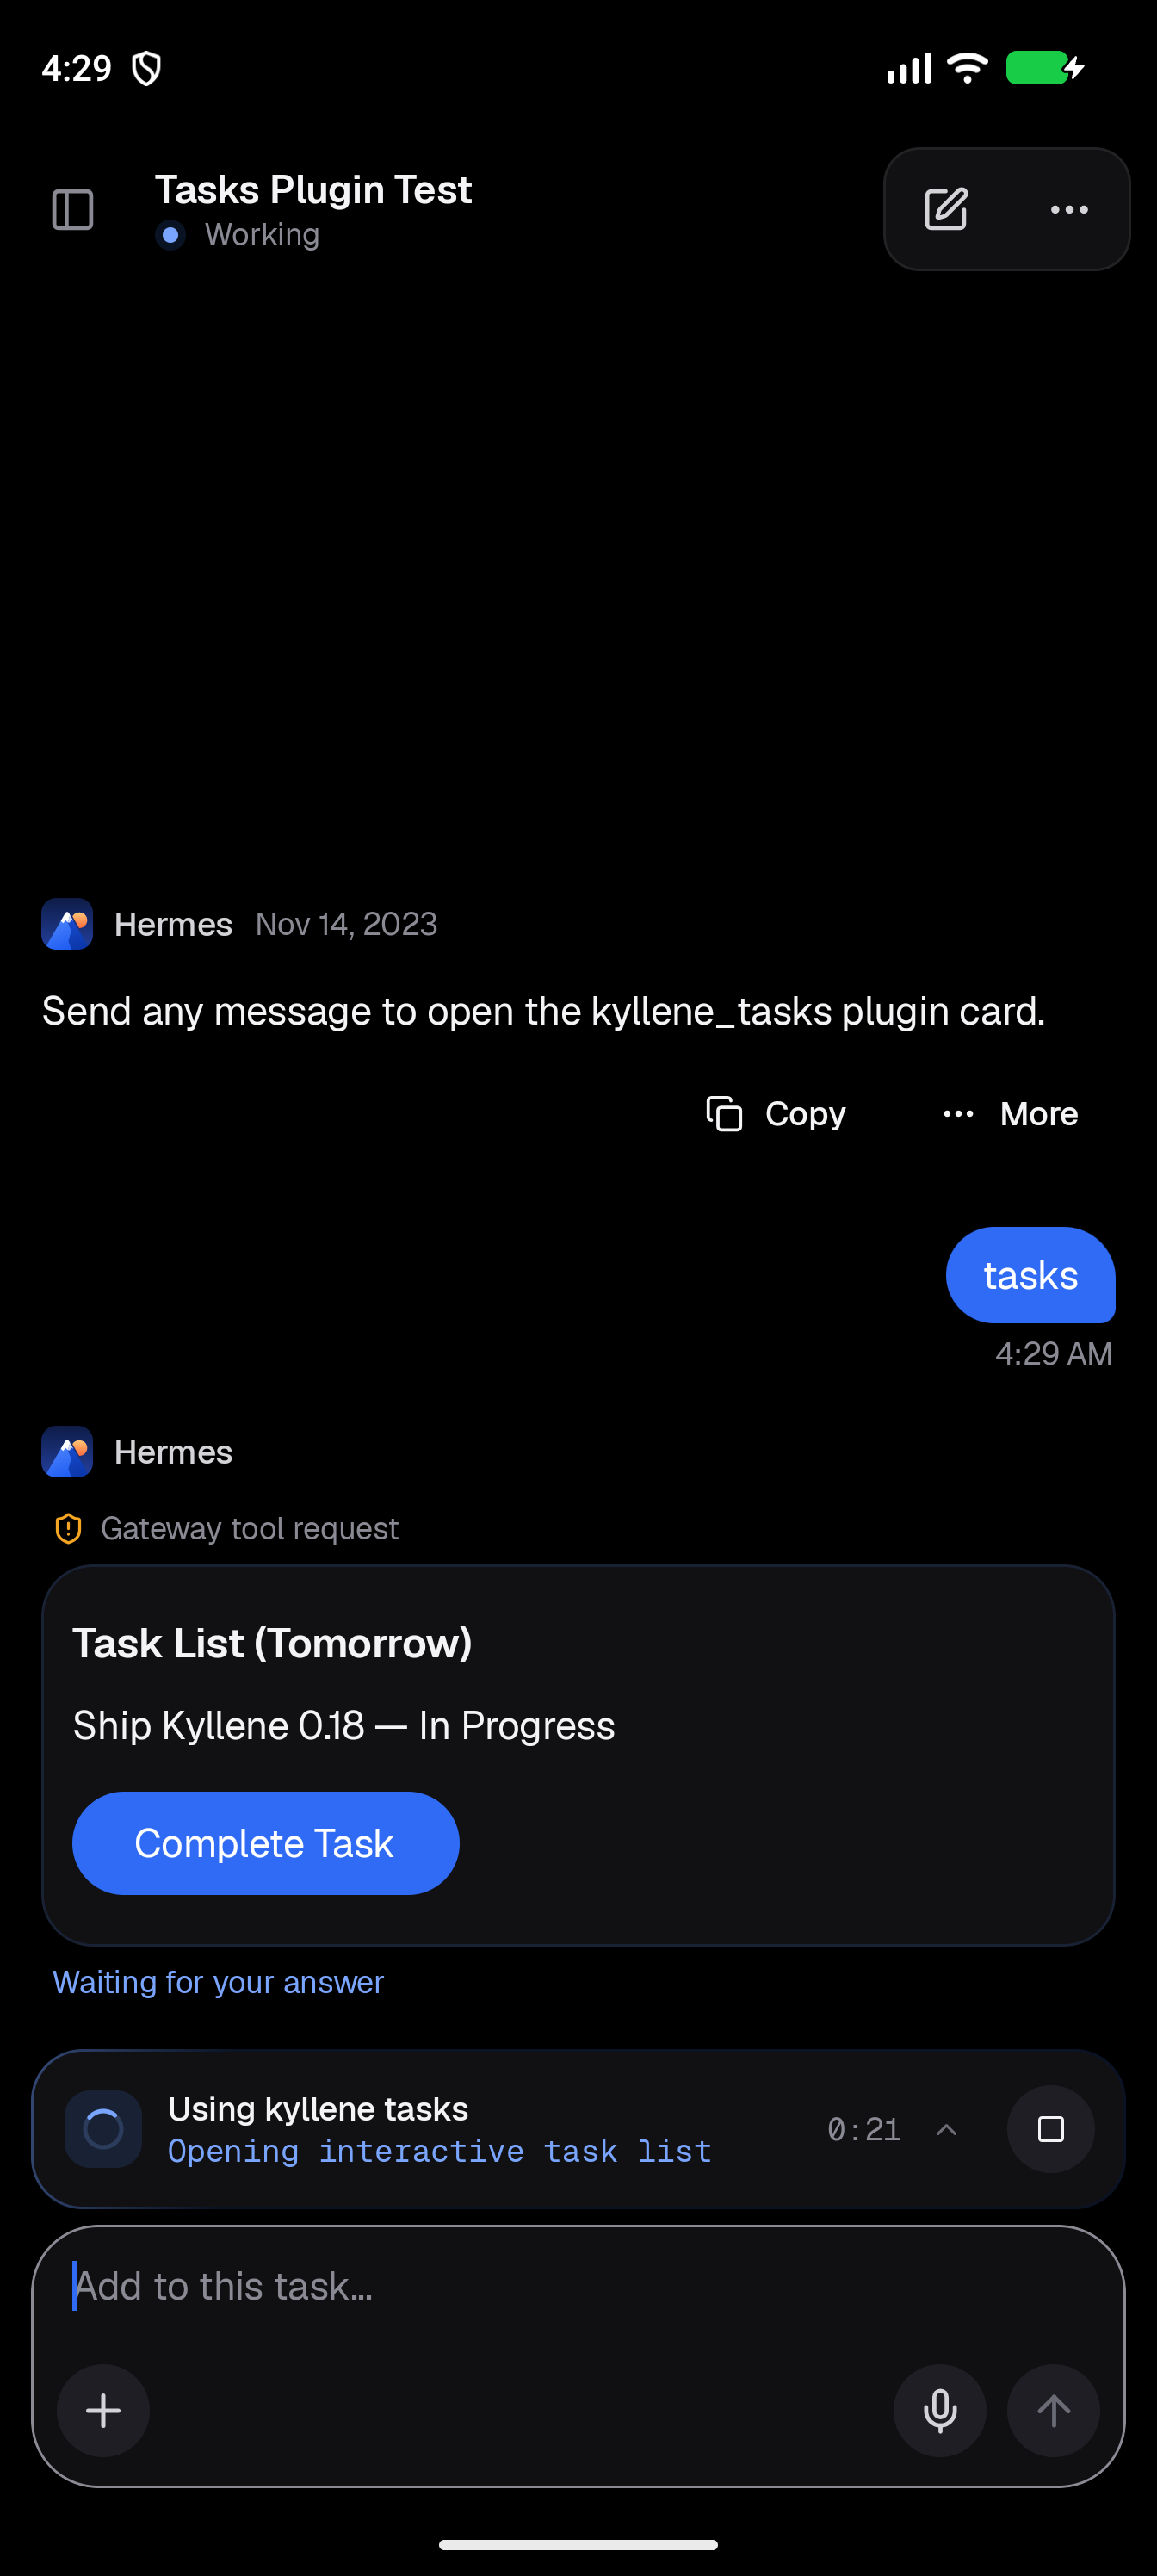 4:29
Tasks Plugin Test
Working
Hermes Nov 14, 2023
Send any message to open the kyllene_tasks plugin card.
Copy
More
tasks
4:29 AM
Hermes
Gateway tool request
Task List (Tomorrow)
Ship Kyllene 0.18 — In Progress
Complete Task
Waiting for your answer
Using kyllene tasks
Opening interactive task list
0:21
Add to this task...